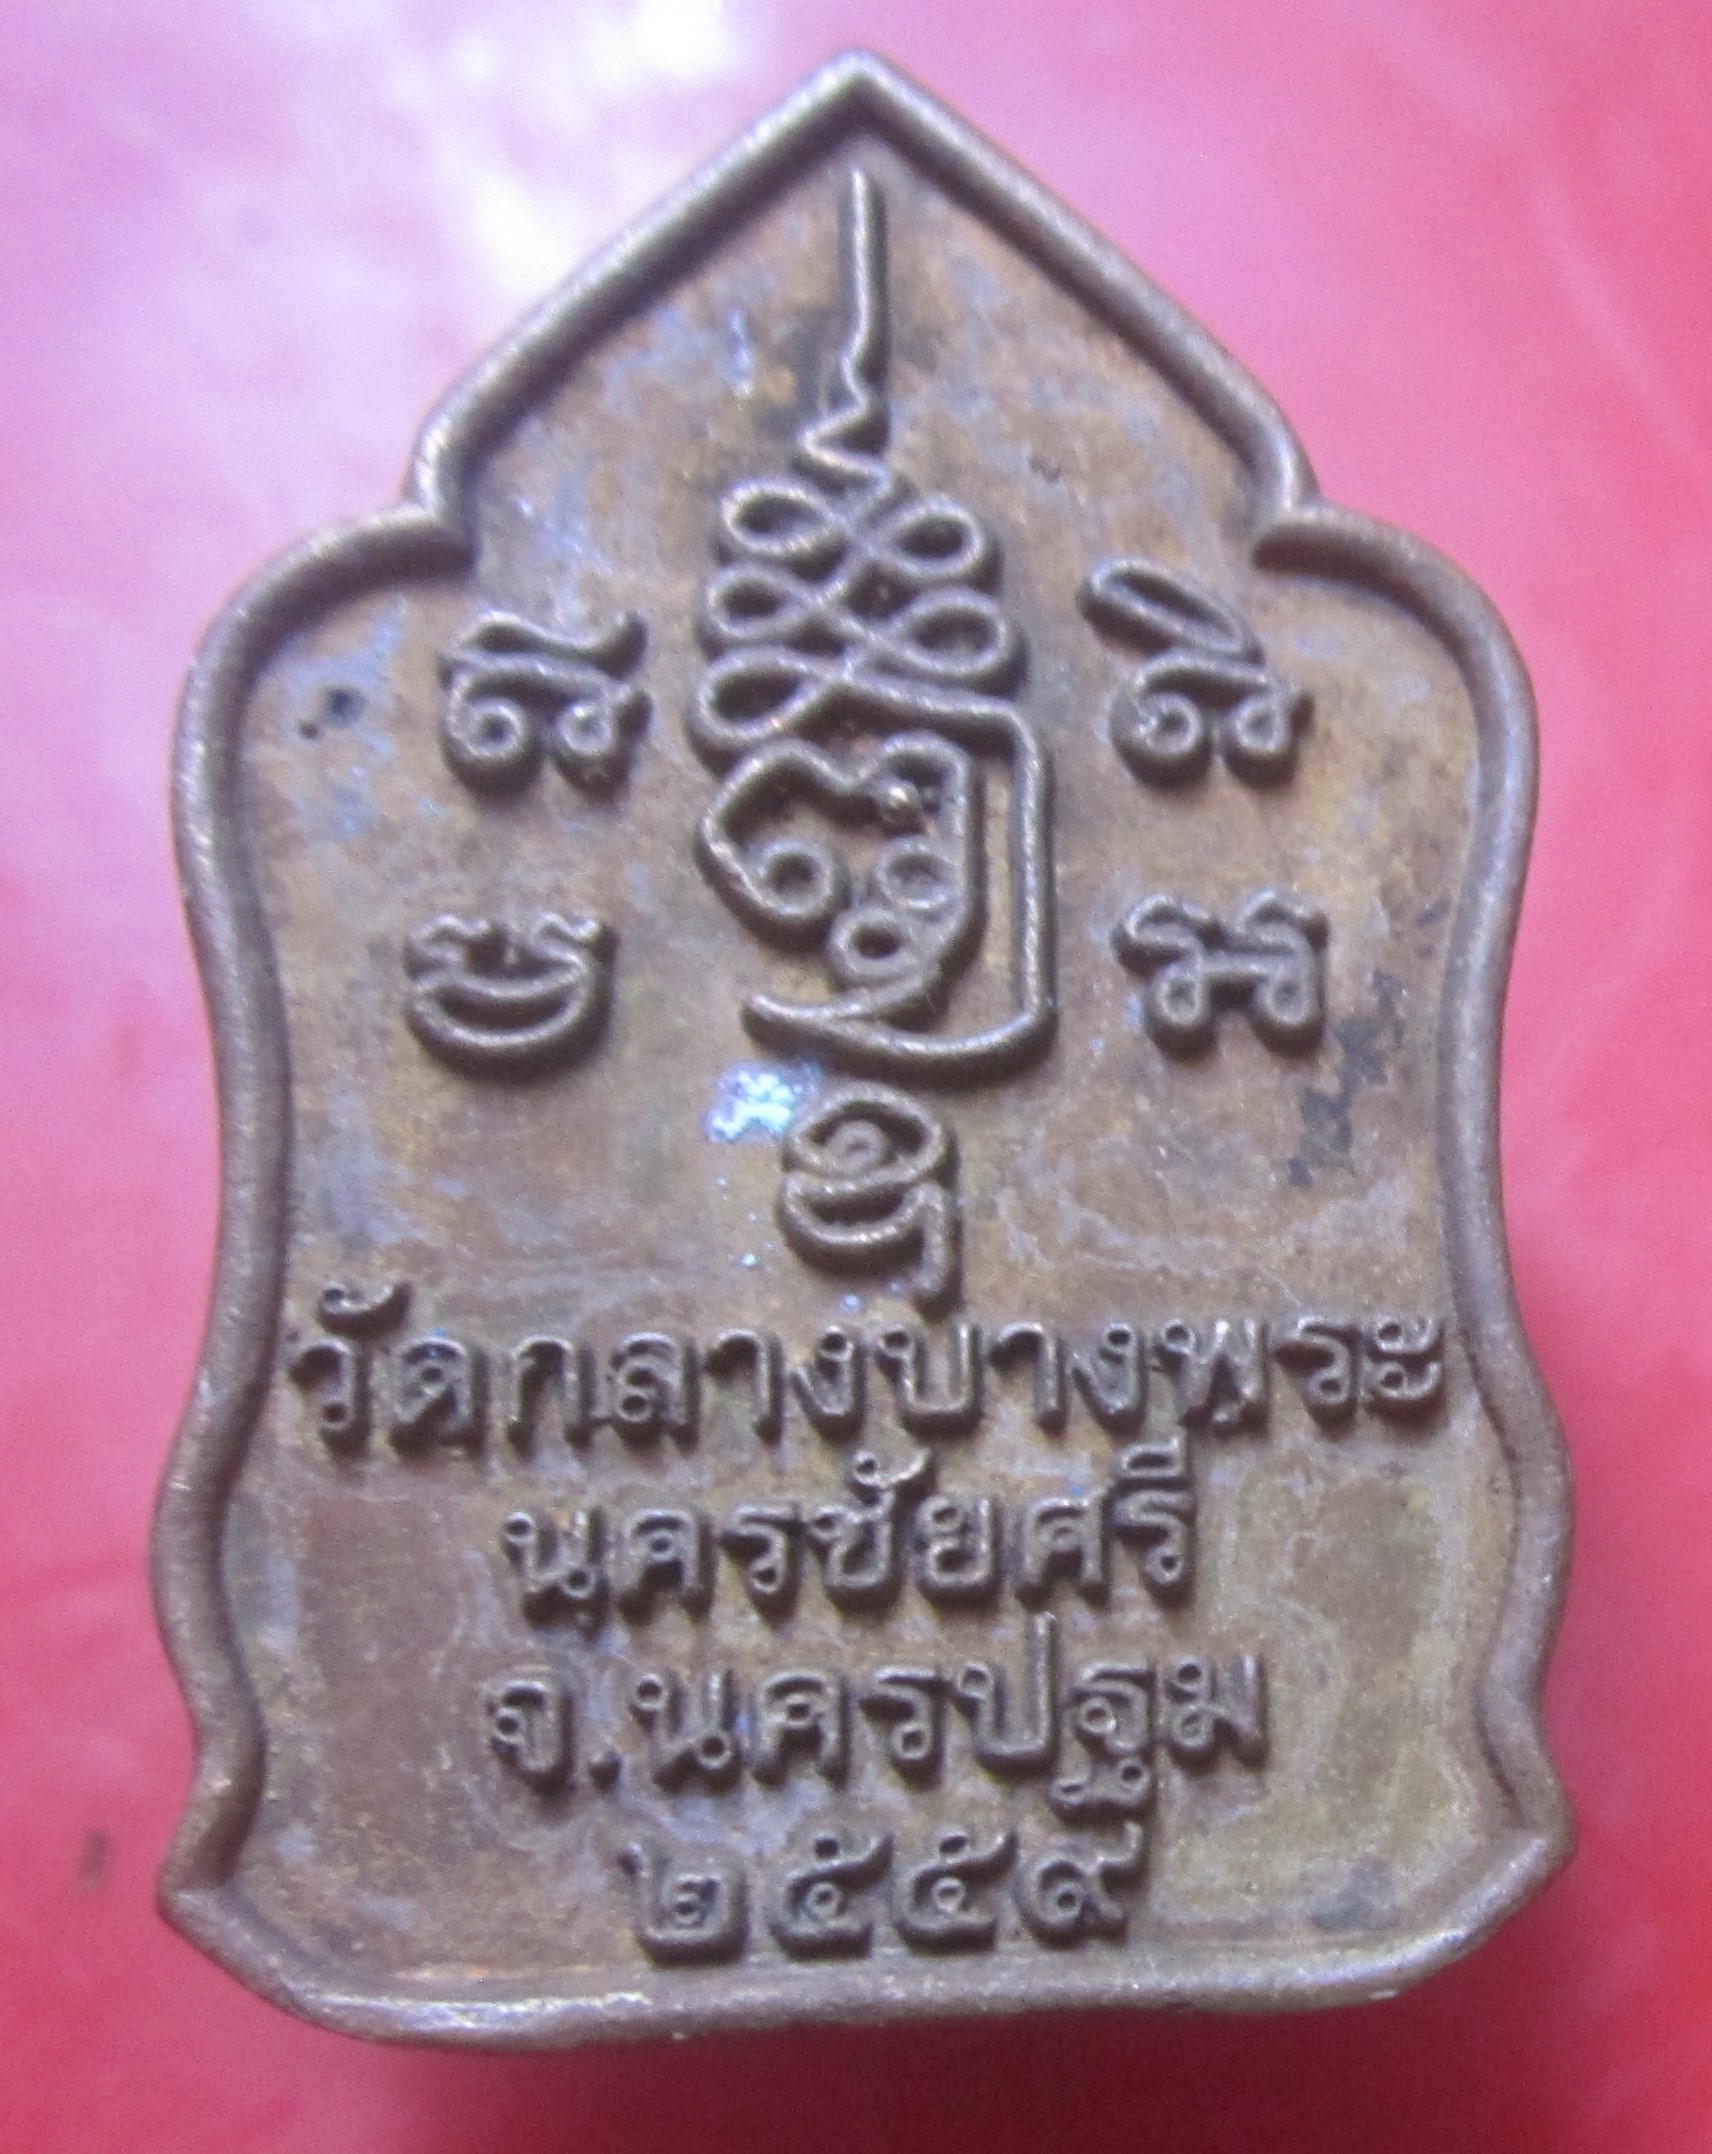 วัดกลางบางพระ
นครชัยศรี
จ.นครปฐม
๒๕๕๙